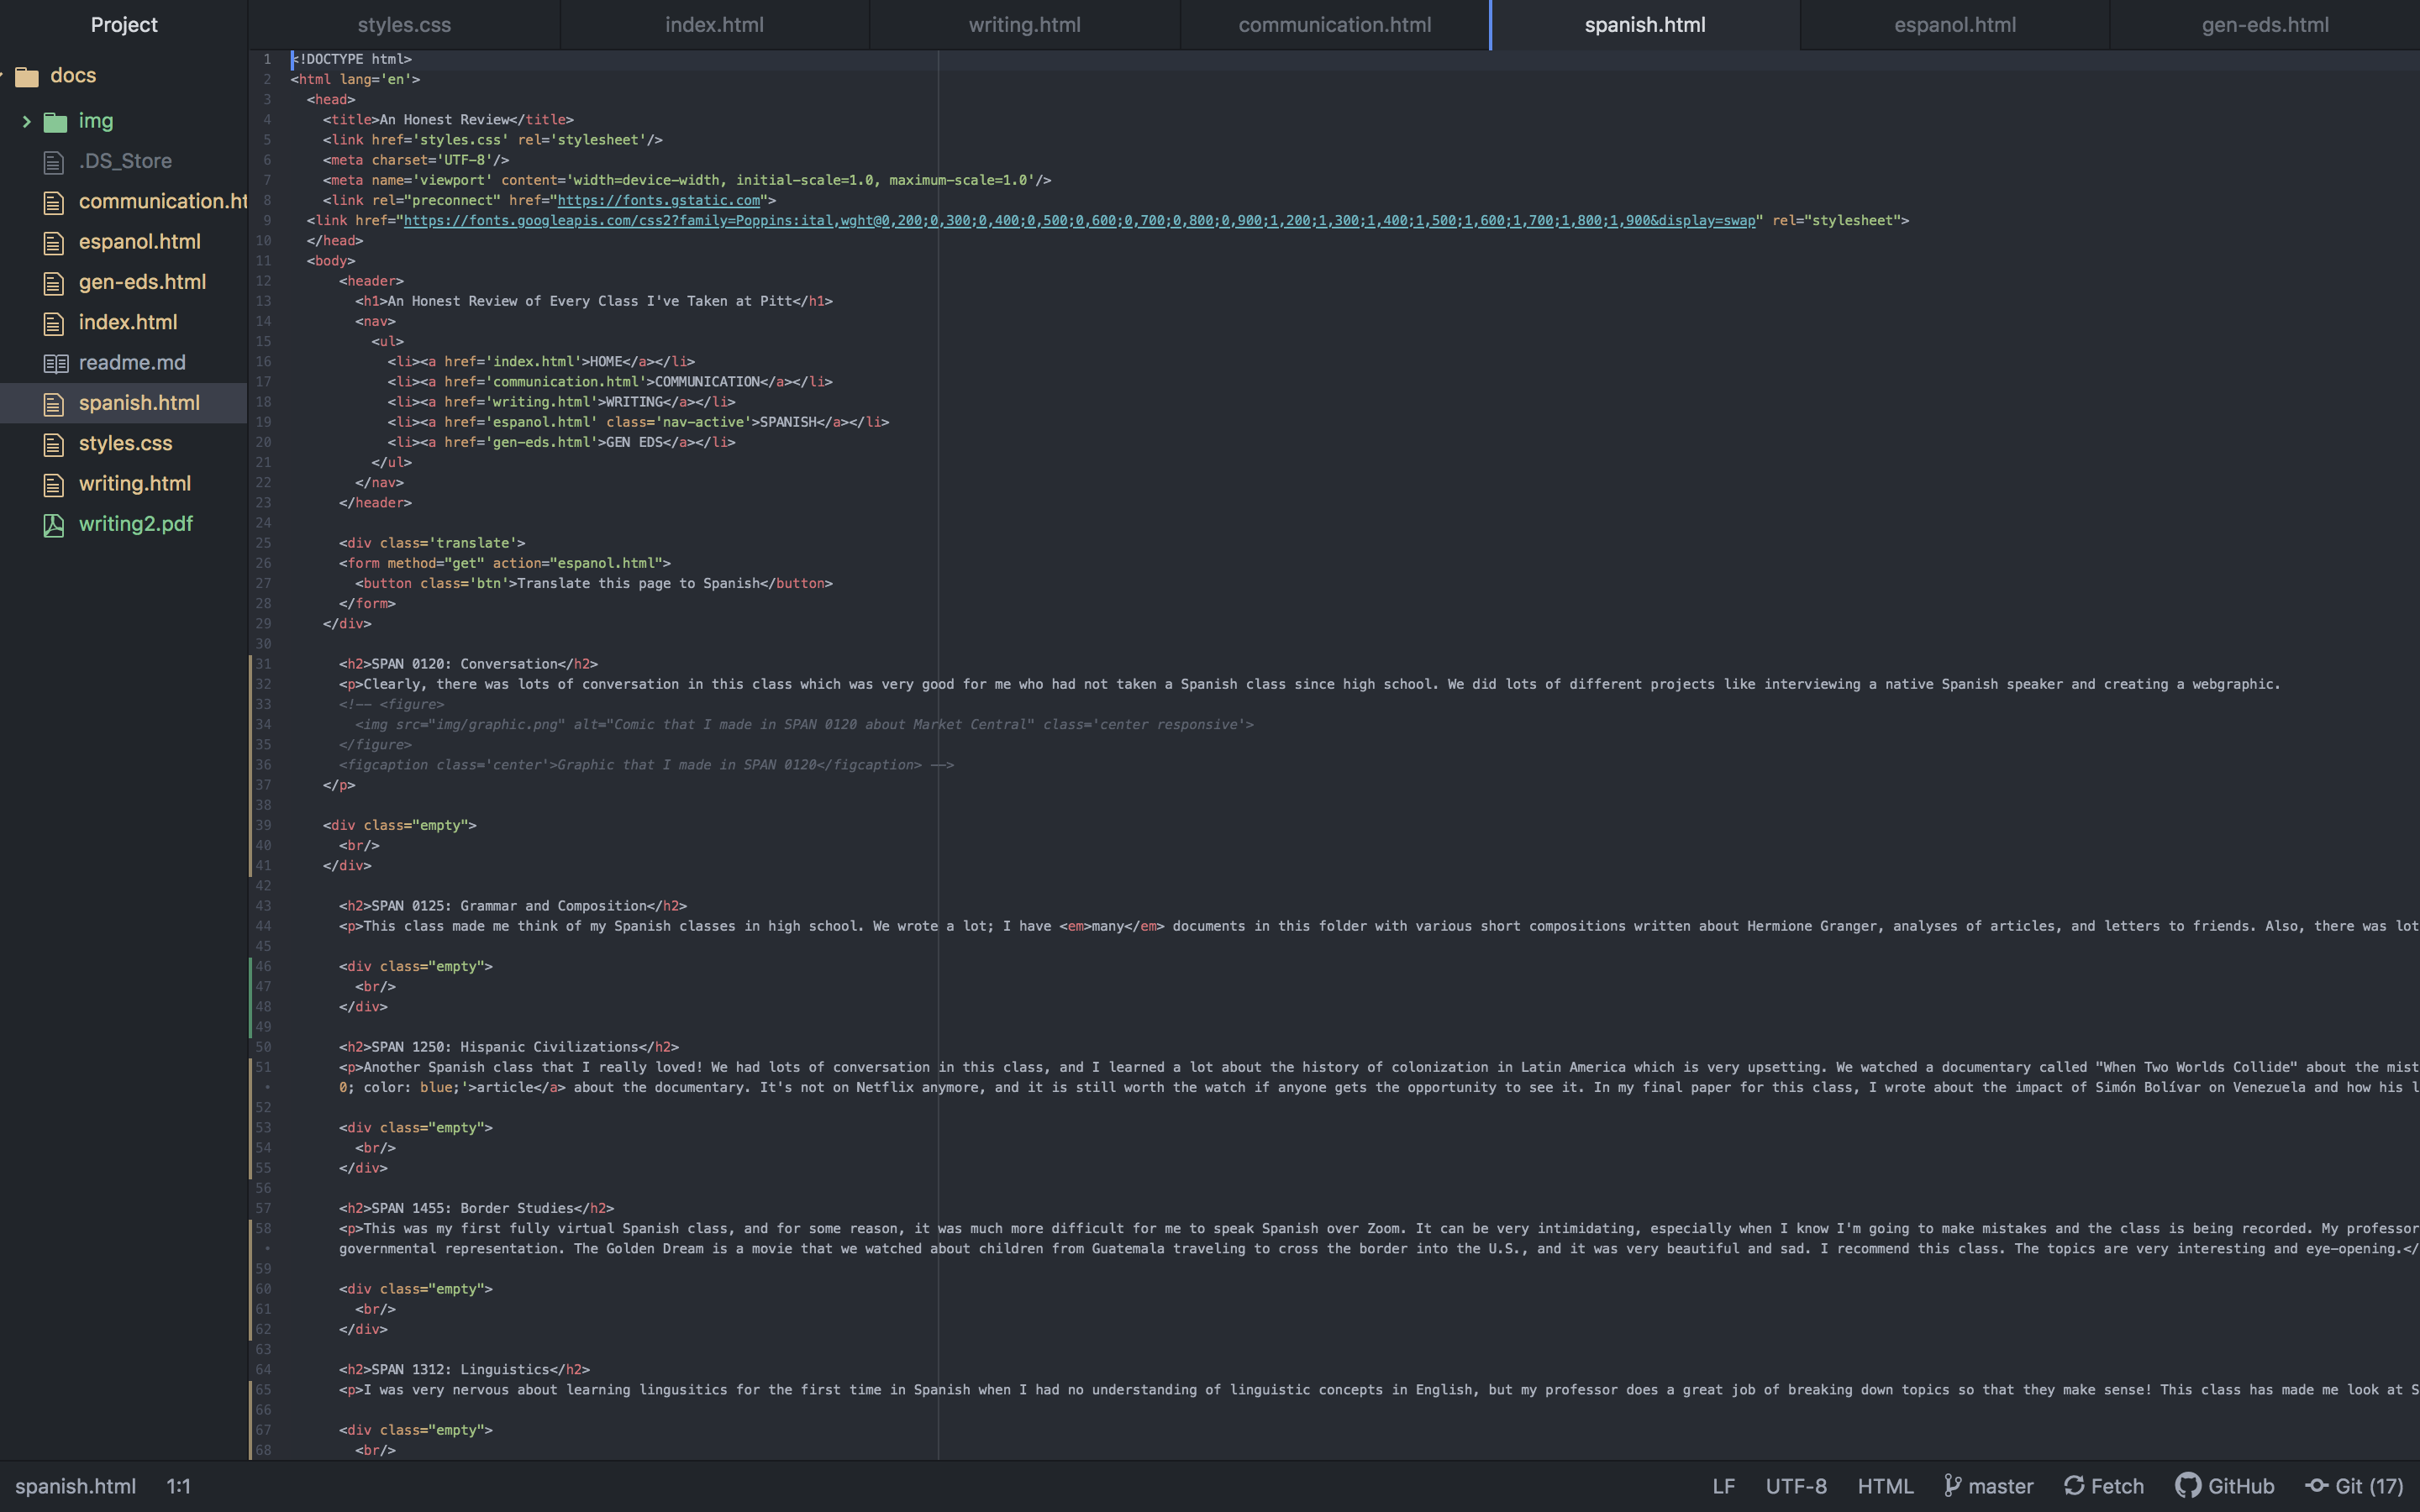 Project
styles.css
index.html
writing.html
communication.html
spanish.html
espanol.html
gen-eds.html
docs
img
.DS_Store
communication.ht
espanol.html
gen-eds.html
index.html
readme.md
spanish.html
styles.css
writing.html
writing2.pdf
1 <!DOCTYPE html>
2 <html lang='en'>
3 <head>
4 <title>An Honest Review</title>
5 <link href='styles.css' rel='stylesheet'/>
6 <meta charset='UTF-8'/>
7 <meta name='viewport' content='width=device-width, initial-scale=1.0, maximum-scale=1.0'/>
8 <link rel="preconnect" href="https://fonts.gstatic.com">
9 <link href="https://fonts.googleapis.com/css2?family=Poppins:ital,wght@0,200;0,300;0,400;0,500;0,600;0,700;0,800;0,900;1,200;1,300;1,400;1,500;1,600;1,700;1,800;1,900&display=swap" rel="stylesheet">
10 </head>
11 <body>
12 <header>
13 <h1>An Honest Review of Every Class I've Taken at Pitt</h1>
14 <nav>
15 <ul>
16 <li><a href='index.html'>HOME</a></li>
17 <li><a href='communication.html'>COMMUNICATION</a></li>
18 <li><a href='writing.html'>WRITING</a></li>
19 <li><a href='espanol.html' class='nav-active'>SPANISH</a></li>
20 <li><a href='gen-eds.html'>GEN EDS</a></li>
21 </ul>
22 </nav>
23 </header>
24
25 <div class='translate'>
26 <form method="get" action="espanol.html">
27 <button class='btn'>Translate this page to Spanish</button>
28 </form>
29 </div>
30
31 <h2>SPAN 0120: Conversation</h2>
32 <p>Clearly, there was lots of conversation in this class which was very good for me who had not taken a Spanish class since high school. We did lots of different projects like interviewing a native Spanish speaker and creating a webgraphic.
33 <!-- <figure>
34 <img src="img/graphic.png" alt="Comic that I made in SPAN 0120 about Market Central" class='center responsive'>
35 </figure>
36 <figcaption class='center'>Graphic that I made in SPAN 0120</figcaption> -->
37 </p>
38
39 <div class="empty">
40 <br/>
41 </div>
42
43 <h2>SPAN 0125: Grammar and Composition</h2>
44 <p>This class made me think of my Spanish classes in high school. We wrote a lot; I have <em>many</em> documents in this folder with various short compositions written about Hermione Granger, analyses of articles, and letters to friends. Also, there was lot
45
46 <div class="empty">
47 <br/>
48 </div>
49
50 <h2>SPAN 1250: Hispanic Civilizations</h2>
51 <p>Another Spanish class that I really loved! We had lots of conversation in this class, and I learned a lot about the history of colonization in Latin America which is very upsetting. We watched a documentary called "When Two Worlds Collide" about the mist
• 0; color: blue;'>article</a> about the documentary. It's not on Netflix anymore, and it is still worth the watch if anyone gets the opportunity to see it. In my final paper for this class, I wrote about the impact of Simón Bolívar on Venezuela and how his l
52
53 <div class="empty">
54 <br/>
55 </div>
56
57 <h2>SPAN 1455: Border Studies</h2>
58 <p>This was my first fully virtual Spanish class, and for some reason, it was much more difficult for me to speak Spanish over Zoom. It can be very intimidating, especially when I know I'm going to make mistakes and the class is being recorded. My professor
• governmental representation. The Golden Dream is a movie that we watched about children from Guatemala traveling to cross the border into the U.S., and it was very beautiful and sad. I recommend this class. The topics are very interesting and eye-opening.</
59
60 <div class="empty">
61 <br/>
62 </div>
63
64 <h2>SPAN 1312: Linguistics</h2>
65 <p>I was very nervous about learning lingusitics for the first time in Spanish when I had no understanding of linguistic concepts in English, but my professor does a great job of breaking down topics so that they make sense! This class has made me look at S
66
67 <div class="empty">
68 <br/>
spanish.html 1:1 LF UTF-8 HTML master Fetch GitHub Git (17)